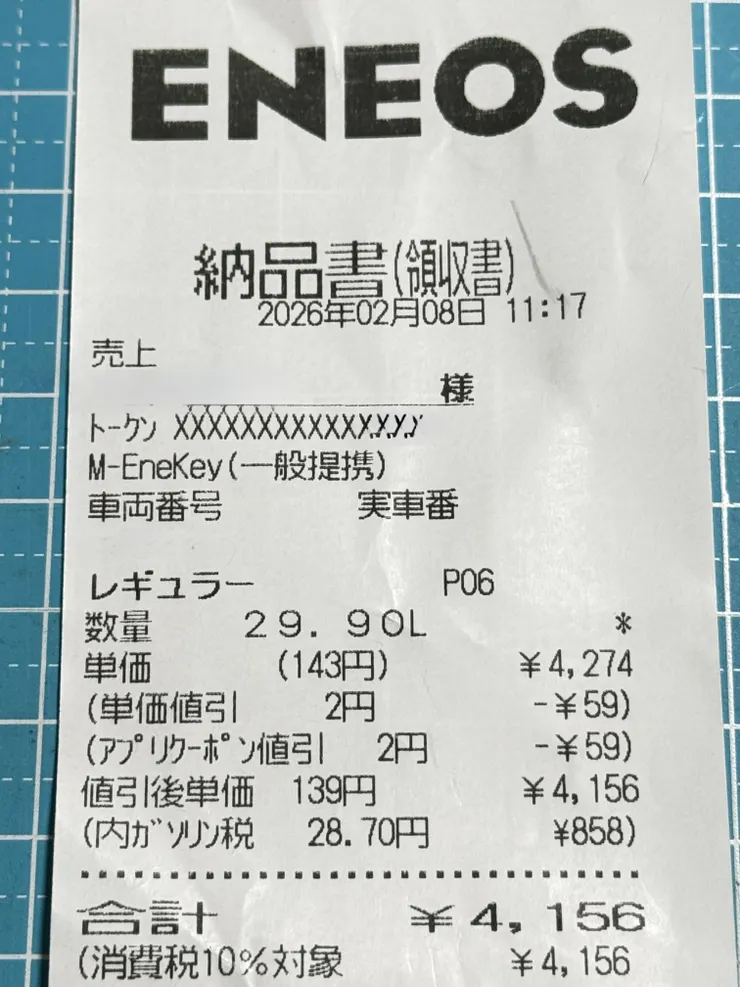 ENEOS
納品書(領収書)
2026年02月08日 11:17
売上
様
トークン XXXXXXXXXXXXXXXX
M-EneKey(一般提携)
車両番号 実車番
レギュラー P06
数量 29.90L *
単価 (143円) ¥4,274
(単価値引 2円 -¥59)
(アプリクーポン値引 2円 -¥59)
値引後単価 139円 ¥4,156
(内ガソリン税 28.70円 ¥858)
合計 ¥4,156
(消費税10%対象 ¥4,156